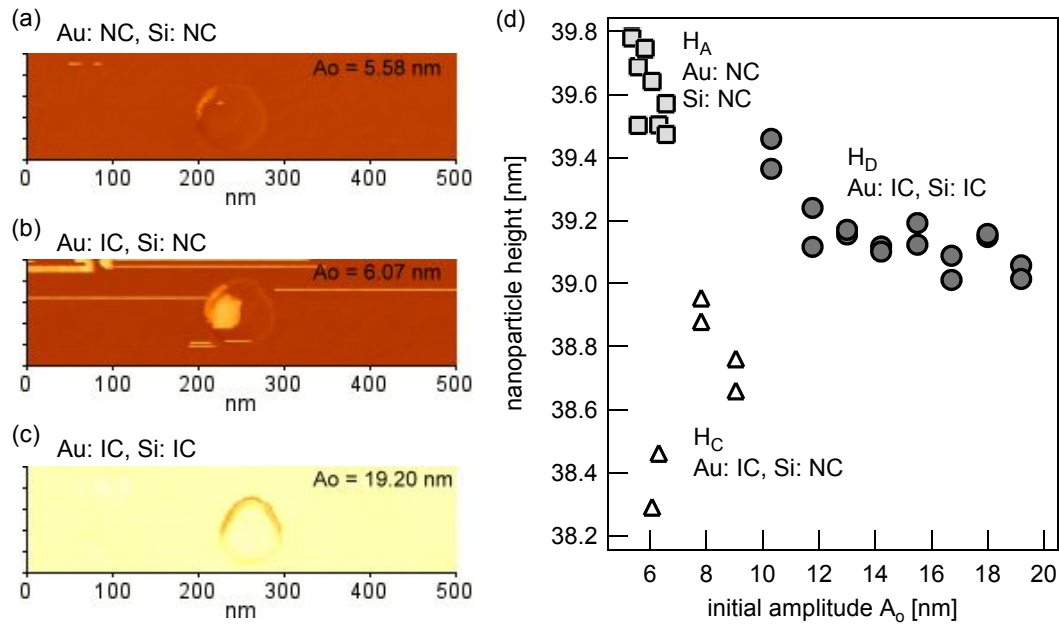 (a)
Au: NC, Si: NC
Ao = 5.58 nm
0 100 200 300 400 500
nm
(b)
Au: IC, Si: NC
Ao = 6.07 nm
0 100 200 300 400 500
nm
(c)
Au: IC, Si: IC
Ao = 19.20 nm
0 100 200 300 400 500
nm
(d)
nanoparticle height [nm]
39.8
39.6
39.4
39.2
39.0
38.8
38.6
38.4
38.2
H_A
Au: NC
Si: NC
H_D
Au: IC, Si: IC
H_C
Au: IC, Si: NC
6 8 10 12 14 16 18 20
initial amplitude A_o [nm]